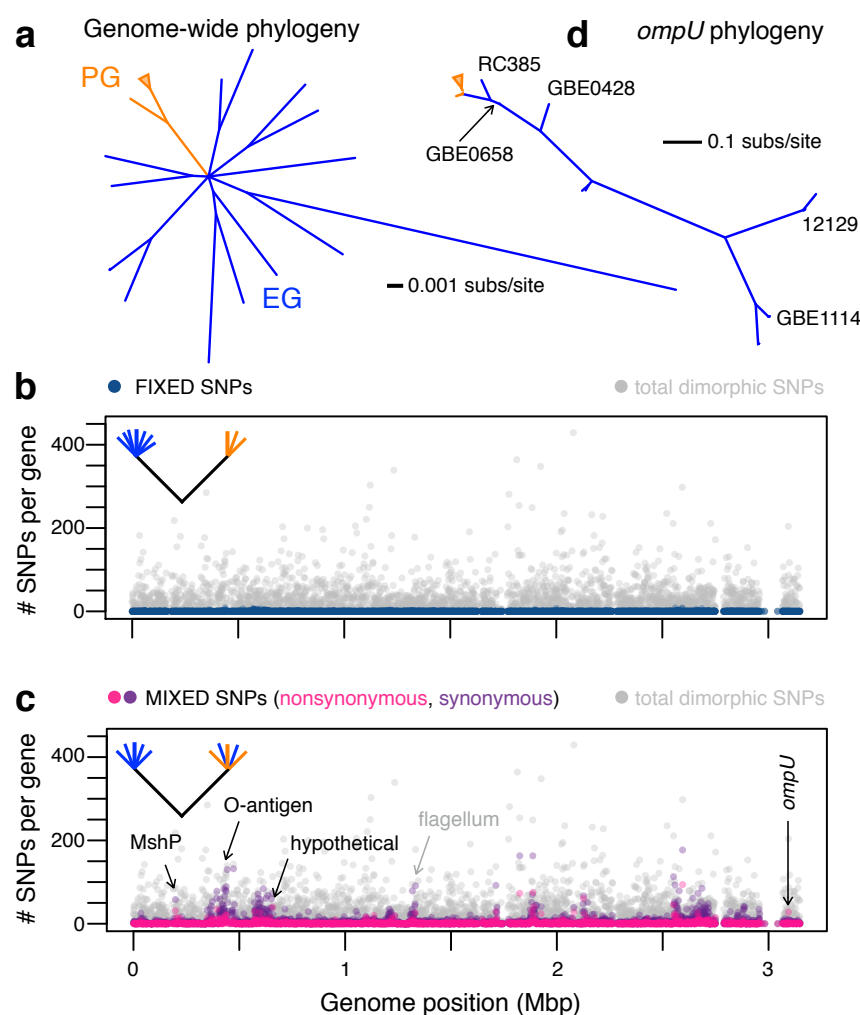 a
Genome-wide phylogeny
PG
EG
0.001 subs/site
d
ompU phylogeny
RC385
GBE0428
GBE0658
0.1 subs/site
12129
GBE1114
b
FIXED SNPs
total dimorphic SNPs
# SNPs per gene
400
200
0
c
MIXED SNPs (nonsynonymous, synonymous)
total dimorphic SNPs
# SNPs per gene
400
200
0
MshP
O-antigen
hypothetical
flagellum
ompU
0
1
2
3
Genome position (Mbp)